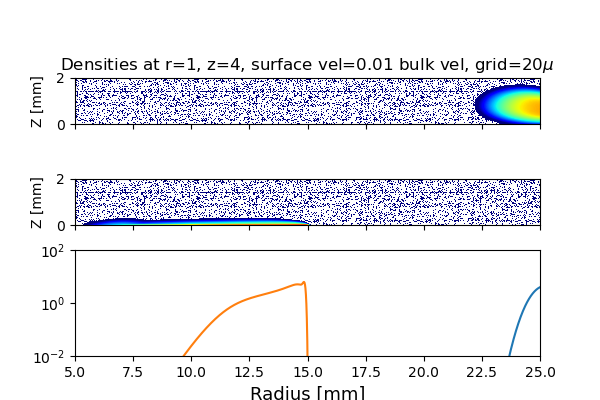 Densities at r=1, z=4, surface vel=0.01 bulk vel, grid=20μ
2
Z [mm]
0
2
Z [mm]
0
10²
10⁰
10⁻²
5.0 7.5 10.0 12.5 15.0 17.5 20.0 22.5 25.0
Radius [mm]